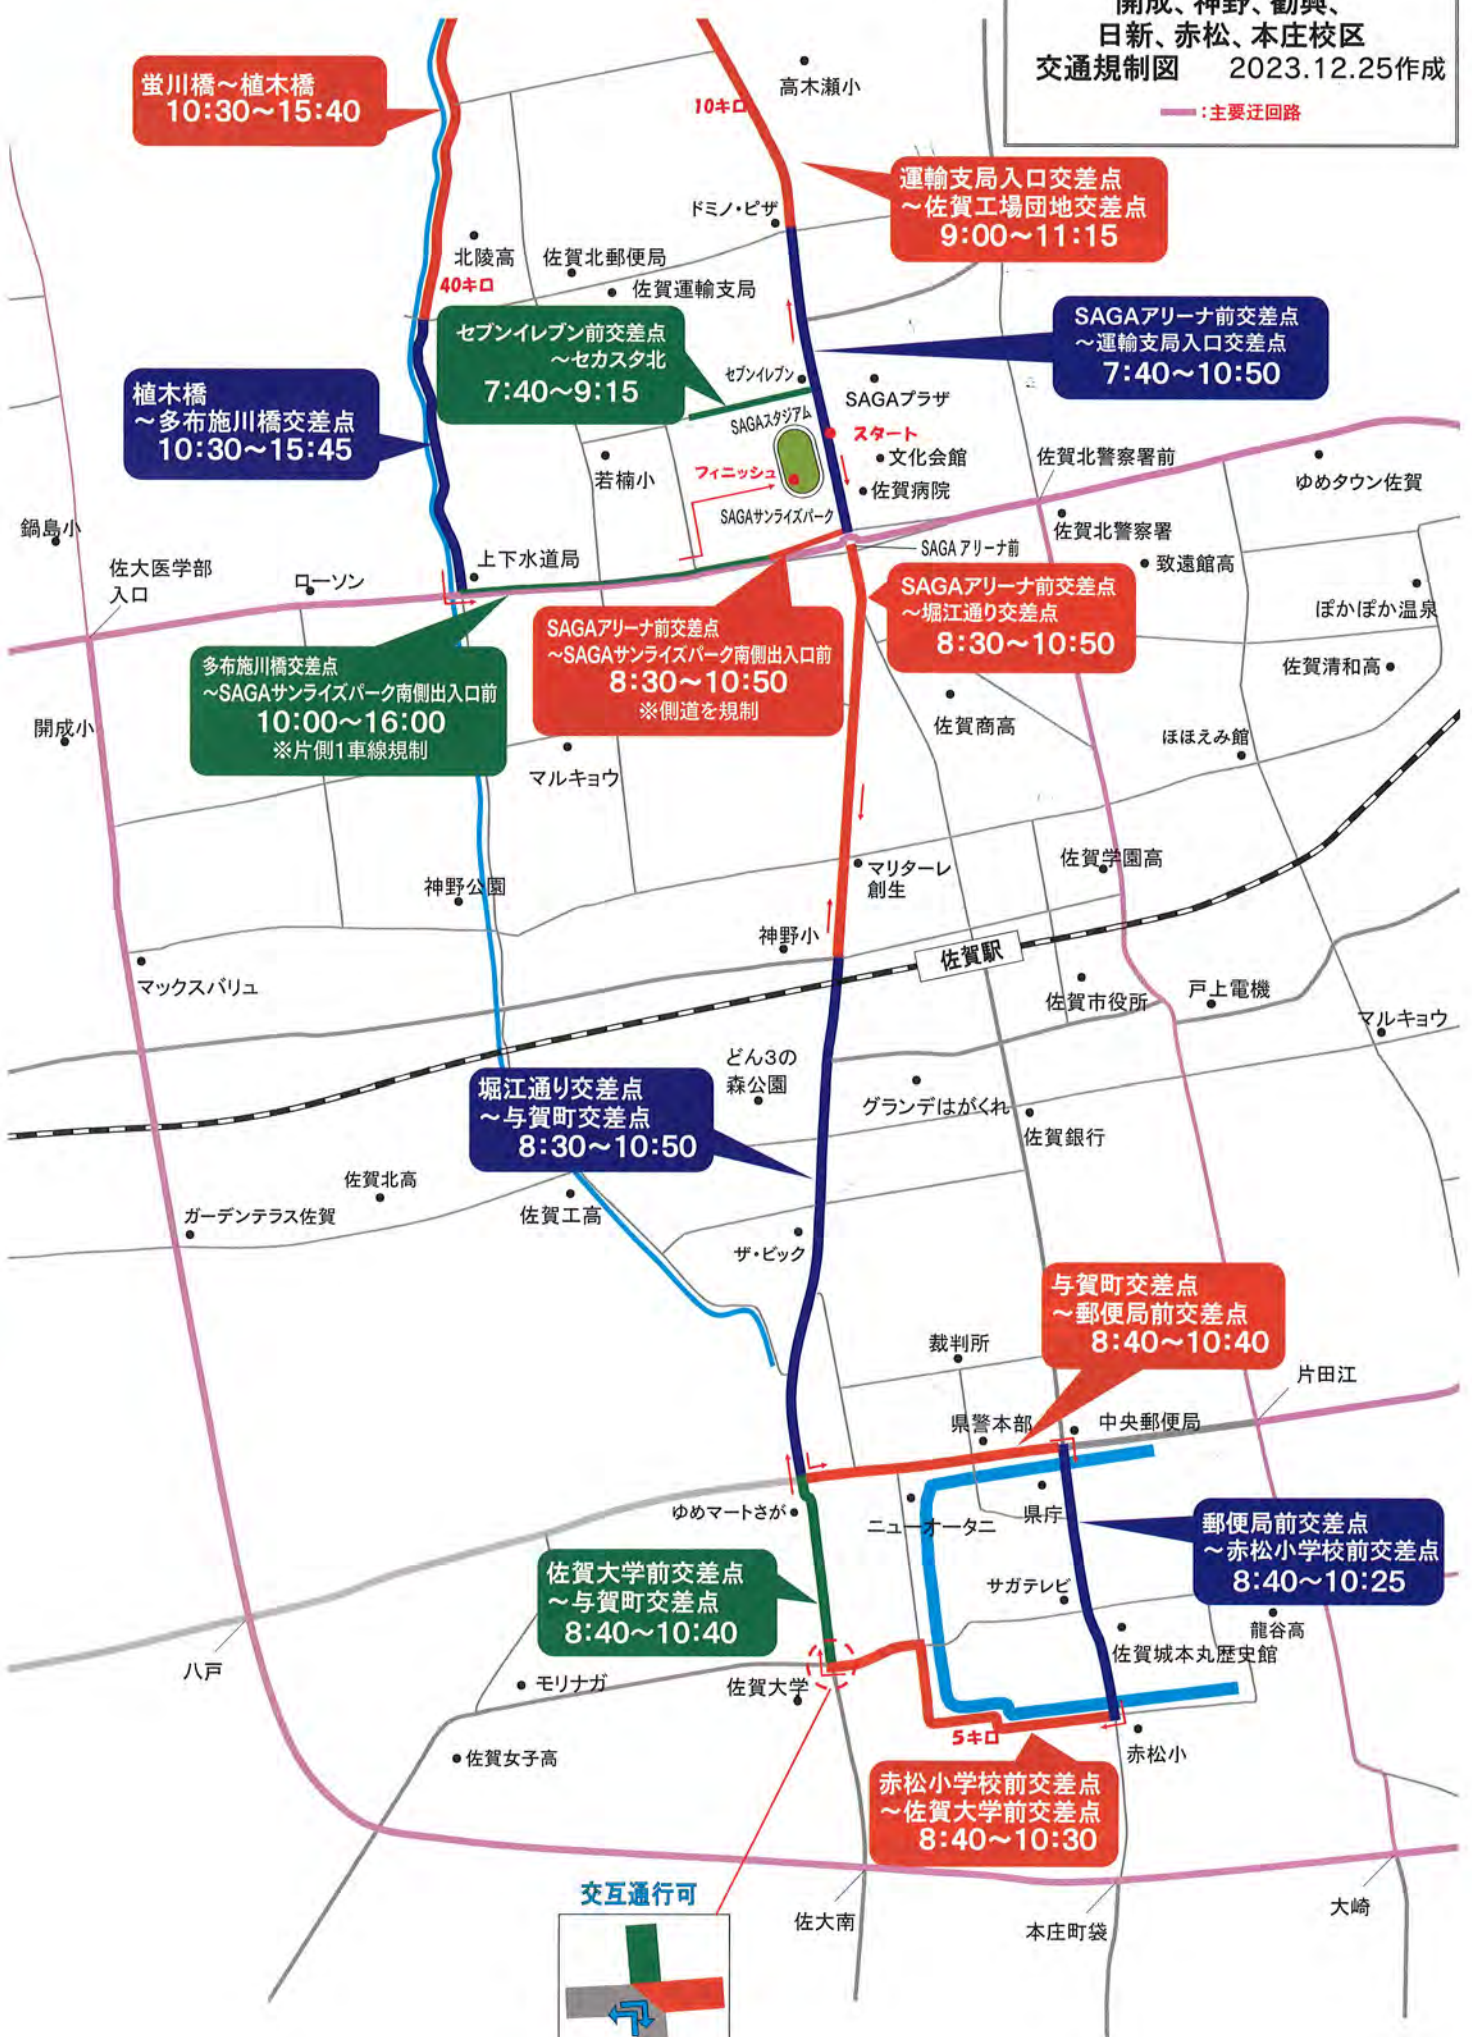 開成、神野、勧興、
日新、赤松、本庄校区
交通規制図 2023.12.25作成
:主要迂回路
蛍川橋～植木橋
10:30～15:40
10キロ
高木瀬小
運輸支局入口交差点
～佐賀工場団地交差点
9:00～11:15
ドミノ・ピザ
北陵高
佐賀北郵便局
佐賀運輸支局
40キロ
セブンイレブン前交差点
～セカスタ北
7:40～9:15
SAGAアリーナ前交差点
～運輸支局入口交差点
7:40～10:50
植木橋
～多布施川橋交差点
10:30～15:45
セブンイレブン
SAGAプラザ
SAGAスタジアム
スタート
文化会館
佐賀病院
若楠小
フィニッシュ
SAGAサンライズパーク
佐賀北警察署前
ゆめタウン佐賀
佐賀北警察署
致遠館高
ぽかぽか温泉
佐賀清和高
鍋島小
佐大医学部
入口
ローソン
上下水道局
SAGAアリーナ前
SAGAアリーナ前交差点
～堀江通り交差点
8:30～10:50
SAGAアリーナ前交差点
～SAGAサンライズパーク南側出入口前
8:30～10:50
※側道を規制
多布施川橋交差点
～SAGAサンライズパーク南側出入口前
10:00～16:00
※片側1車線規制
開成小
マルキョウ
佐賀商高
ほほえみ館
佐賀学園高
マリターレ
創生
神野公園
神野小
佐賀駅
マックスバリュ
佐賀市役所
戸上電機
マルキョウ
どん3の
森公園
グランデはがくれ
佐賀銀行
堀江通り交差点
～与賀町交差点
8:30～10:50
佐賀北高
ガーデンテラス佐賀
佐賀工高
ザ・ビック
与賀町交差点
～郵便局前交差点
8:40～10:40
裁判所
片田江
県警本部
中央郵便局
ゆめマートさが
ニューオータニ
県庁
郵便局前交差点
～赤松小学校前交差点
8:40～10:25
佐賀大学前交差点
～与賀町交差点
8:40～10:40
サガテレビ
龍谷高
佐賀城本丸歴史館
八戸
モリナガ
佐賀大学
5キロ
赤松小
佐賀女子高
赤松小学校前交差点
～佐賀大学前交差点
8:40～10:30
交互通行可
佐大南
本庄町袋
大崎